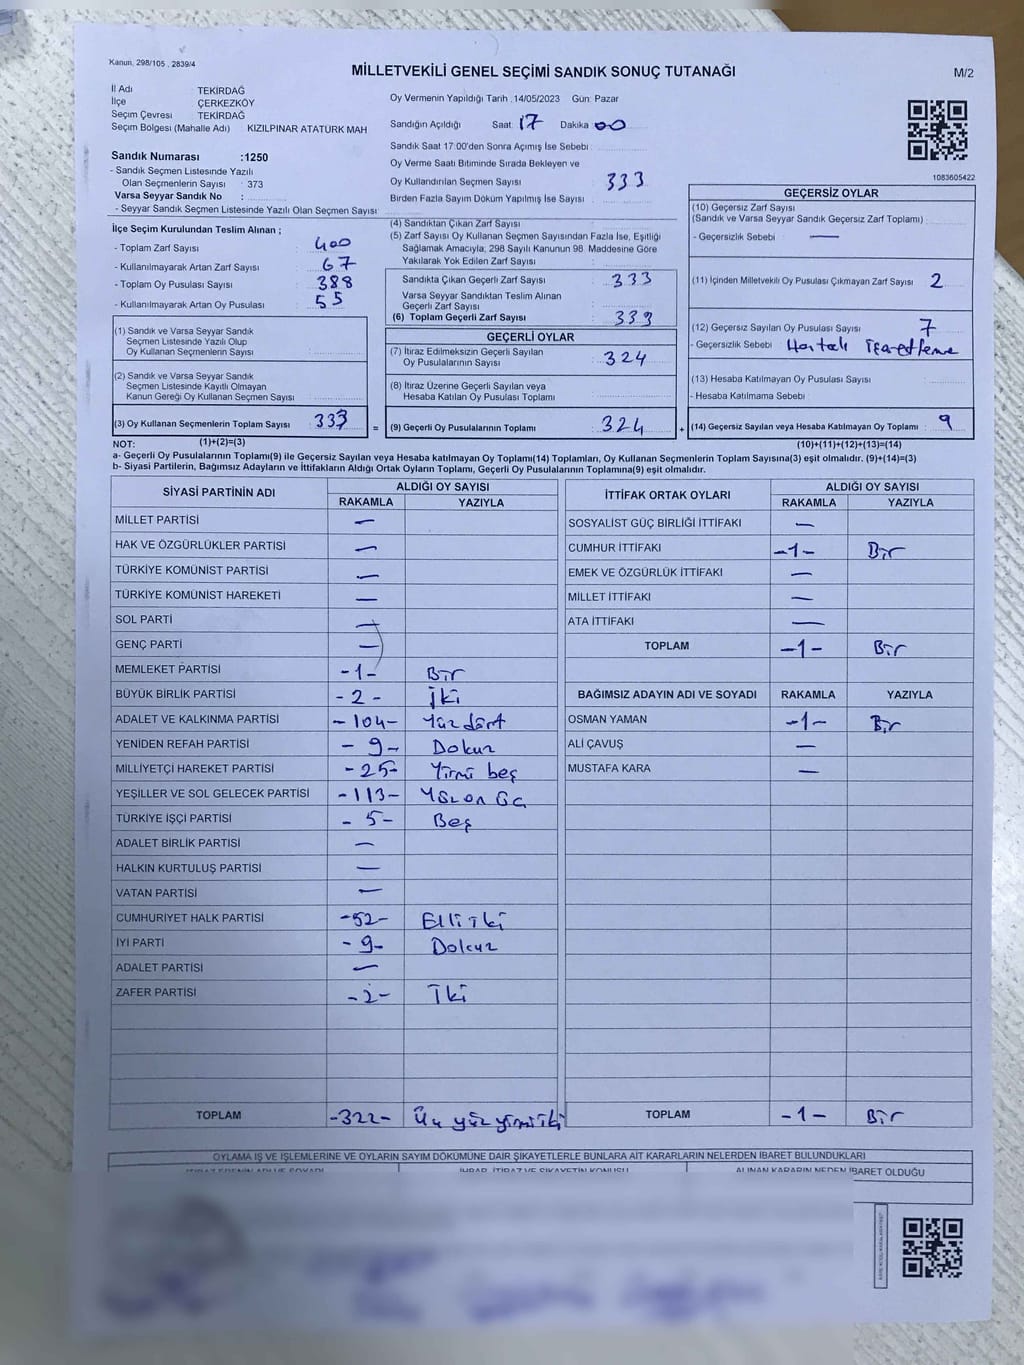 Kanun, 298/105 , 2839/4
MİLLETVEKİLİ GENEL SEÇİMİ SANDIK SONUÇ TUTANAĞI
M/2
İl Adı TEKİRDAĞ
İlçe ÇERKEZKÖY
Seçim Çevresi TEKİRDAĞ
Seçim Bölgesi (Mahalle Adı) KIZILPINAR ATATÜRK MAH
Sandık Numarası :1250
- Sandık Seçmen Listesinde Yazılı
Olan Seçmenlerin Sayısı : 373
Varsa Seyyar Sandık No :
- Seyyar Sandık Seçmen Listesinde Yazılı Olan Seçmen Sayısı
Oy Vermenin Yapıldığı Tarih :14/05/2023 Gün: Pazar
Sandığın Açıldığı Saat: 17 Dakika 00
Sandık Saat 17:00'den Sonra Açımış İse Sebebi :
Oy Verme Saati Bitiminde Sırada Bekleyen ve
Oy Kullandırılan Seçmen Sayısı : 333
Birden Fazla Sayım Döküm Yapılmış İse Sayısı :
1083605422
İlçe Seçim Kurulundan Teslim Alınan ;
- Toplam Zarf Sayısı : 400
- Kullanılmayarak Artan Zarf Sayısı : 67
- Toplam Oy Pusulası Sayısı : 388
- Kullanılmayarak Artan Oy Pusulası : 55
(1) Sandık ve Varsa Seyyar Sandık
Seçmen Listesinde Yazılı Olup
Oy Kullanan Seçmenlerin Sayısı
(2) Sandık ve Varsa Seyyar Sandık
Seçmen Listesinde Kayıtlı Olmayan
Kanun Gereği Oy Kullanan Seçmen Sayısı
(3) Oy Kullanan Seçmenlerin Toplam Sayısı 333
(1)+(2)=(3)
(4) Sandıktan Çıkan Zarf Sayısı
(5) Zarf Sayısı Oy Kullanan Seçmen Sayısından Fazla İse, Eşitliği
Sağlamak Amacıyla, 298 Sayılı Kanunun 98. Maddesine Göre
Yakılarak Yok Edilen Zarf Sayısı :
Sandıkta Çıkan Geçerli Zarf Sayısı : 333
Varsa Seyyar Sandıktan Teslim Alınan
Geçerli Zarf Sayısı
(6) Toplam Geçerli Zarf Sayısı : 333
GEÇERLİ OYLAR
(7) İtiraz Edilmeksizin Geçerli Sayılan
Oy Pusulalarının Sayısı : 324
(8) İtiraz Üzerine Geçerli Sayılan veya
Hesaba Katılan Oy Pusulası Toplamı
= (9) Geçerli Oy Pusulalarının Toplamı : 324 +
GEÇERSİZ OYLAR
(10) Geçersiz Zarf Sayısı
(Sandık ve Varsa Seyyar Sandık Geçersiz Zarf Toplamı) :
- Geçersizlik Sebebi : —
(11) İçinden Milletvekili Oy Pusulası Çıkmayan Zarf Sayısı 2
(12) Geçersiz Sayılan Oy Pusulası Sayısı : 7
- Geçersizlik Sebebi : Hatalı İşaretleme
(13) Hesaba Katılmayan Oy Pusulası Sayısı
- Hesaba Katılmama Sebebi :
(14) Geçersiz Sayılan veya Hesaba Katılmayan Oy Toplamı : 9
(10)+(11)+(12)+(13)=(14)
NOT:
a- Geçerli Oy Pusulasının Toplamı(9) ile Geçersiz Sayılan veya Hesaba katılmayan Oy Toplamı(14) Toplamları, Oy Kullanan Seçmenlerin Toplam Sayısına(3) eşit olmalıdır. (9)+(14)=(3)
b- Siyasi Partilerin, Bağımsız Adayların ve İttifakların Aldığı Ortak Oyların Toplamı, Geçerli Oy Pusulalarının Toplamına(9) eşit olmalıdır.
SİYASİ PARTİNİN ADI ALDIĞI OY SAYISI
RAKAMLA YAZIYLA
MİLLET PARTİSİ —
HAK VE ÖZGÜRLÜKLER PARTİSİ —
TÜRKİYE KOMÜNİST PARTİSİ —
TÜRKİYE KOMÜNİST HAREKETİ —
SOL PARTİ —
GENÇ PARTİ —
MEMLEKET PARTİSİ -1- Bir
BÜYÜK BİRLİK PARTİSİ -2- İki
ADALET VE KALKINMA PARTİSİ -104- Yüz dört
YENİDEN REFAH PARTİSİ -9- Dokuz
MİLLİYETÇİ HAREKET PARTİSİ -25- Yirmi beş
YEŞİLLER VE SOL GELECEK PARTİSİ -113- Yüz on üç
TÜRKİYE İŞÇİ PARTİSİ -5- Beş
ADALET BİRLİK PARTİSİ —
HALKIN KURTULUŞ PARTİSİ —
VATAN PARTİSİ —
CUMHURİYET HALK PARTİSİ -52- Elli iki
İYİ PARTİ -9- Dokuz
ADALET PARTİSİ —
ZAFER PARTİSİ -2- İki
TOPLAM -322- Üç yüz yirmi iki
İTTİFAK ORTAK OYLARI ALDIĞI OY SAYISI
RAKAMLA YAZIYLA
SOSYALİST GÜÇ BİRLİĞİ İTTİFAKI —
CUMHUR İTTİFAKI -1- Bir
EMEK VE ÖZGÜRLÜK İTTİFAKI —
MİLLET İTTİFAKI —
ATA İTTİFAKI —
TOPLAM -1- Bir
BAĞIMSIZ ADAYIN ADI VE SOYADI RAKAMLA YAZIYLA
OSMAN YAMAN -1- Bir
ALİ ÇAVUŞ —
MUSTAFA KARA —
TOPLAM -1- Bir
OYLAMA İŞ VE İŞLEMLERİNE VE OYLARIN SAYIM DÖKÜMÜNE DAİR ŞİKAYETLERLE BUNLARA AİT KARARLARIN NELERDEN İBARET BULUNDUKLARI
İTİRAZ EDENİN ADI VE SOYADI İHBAR, İTİRAZ VE ŞİKAYETİN KONUSU ALINAN KARARIN NEDEN İBARET OLDUĞU